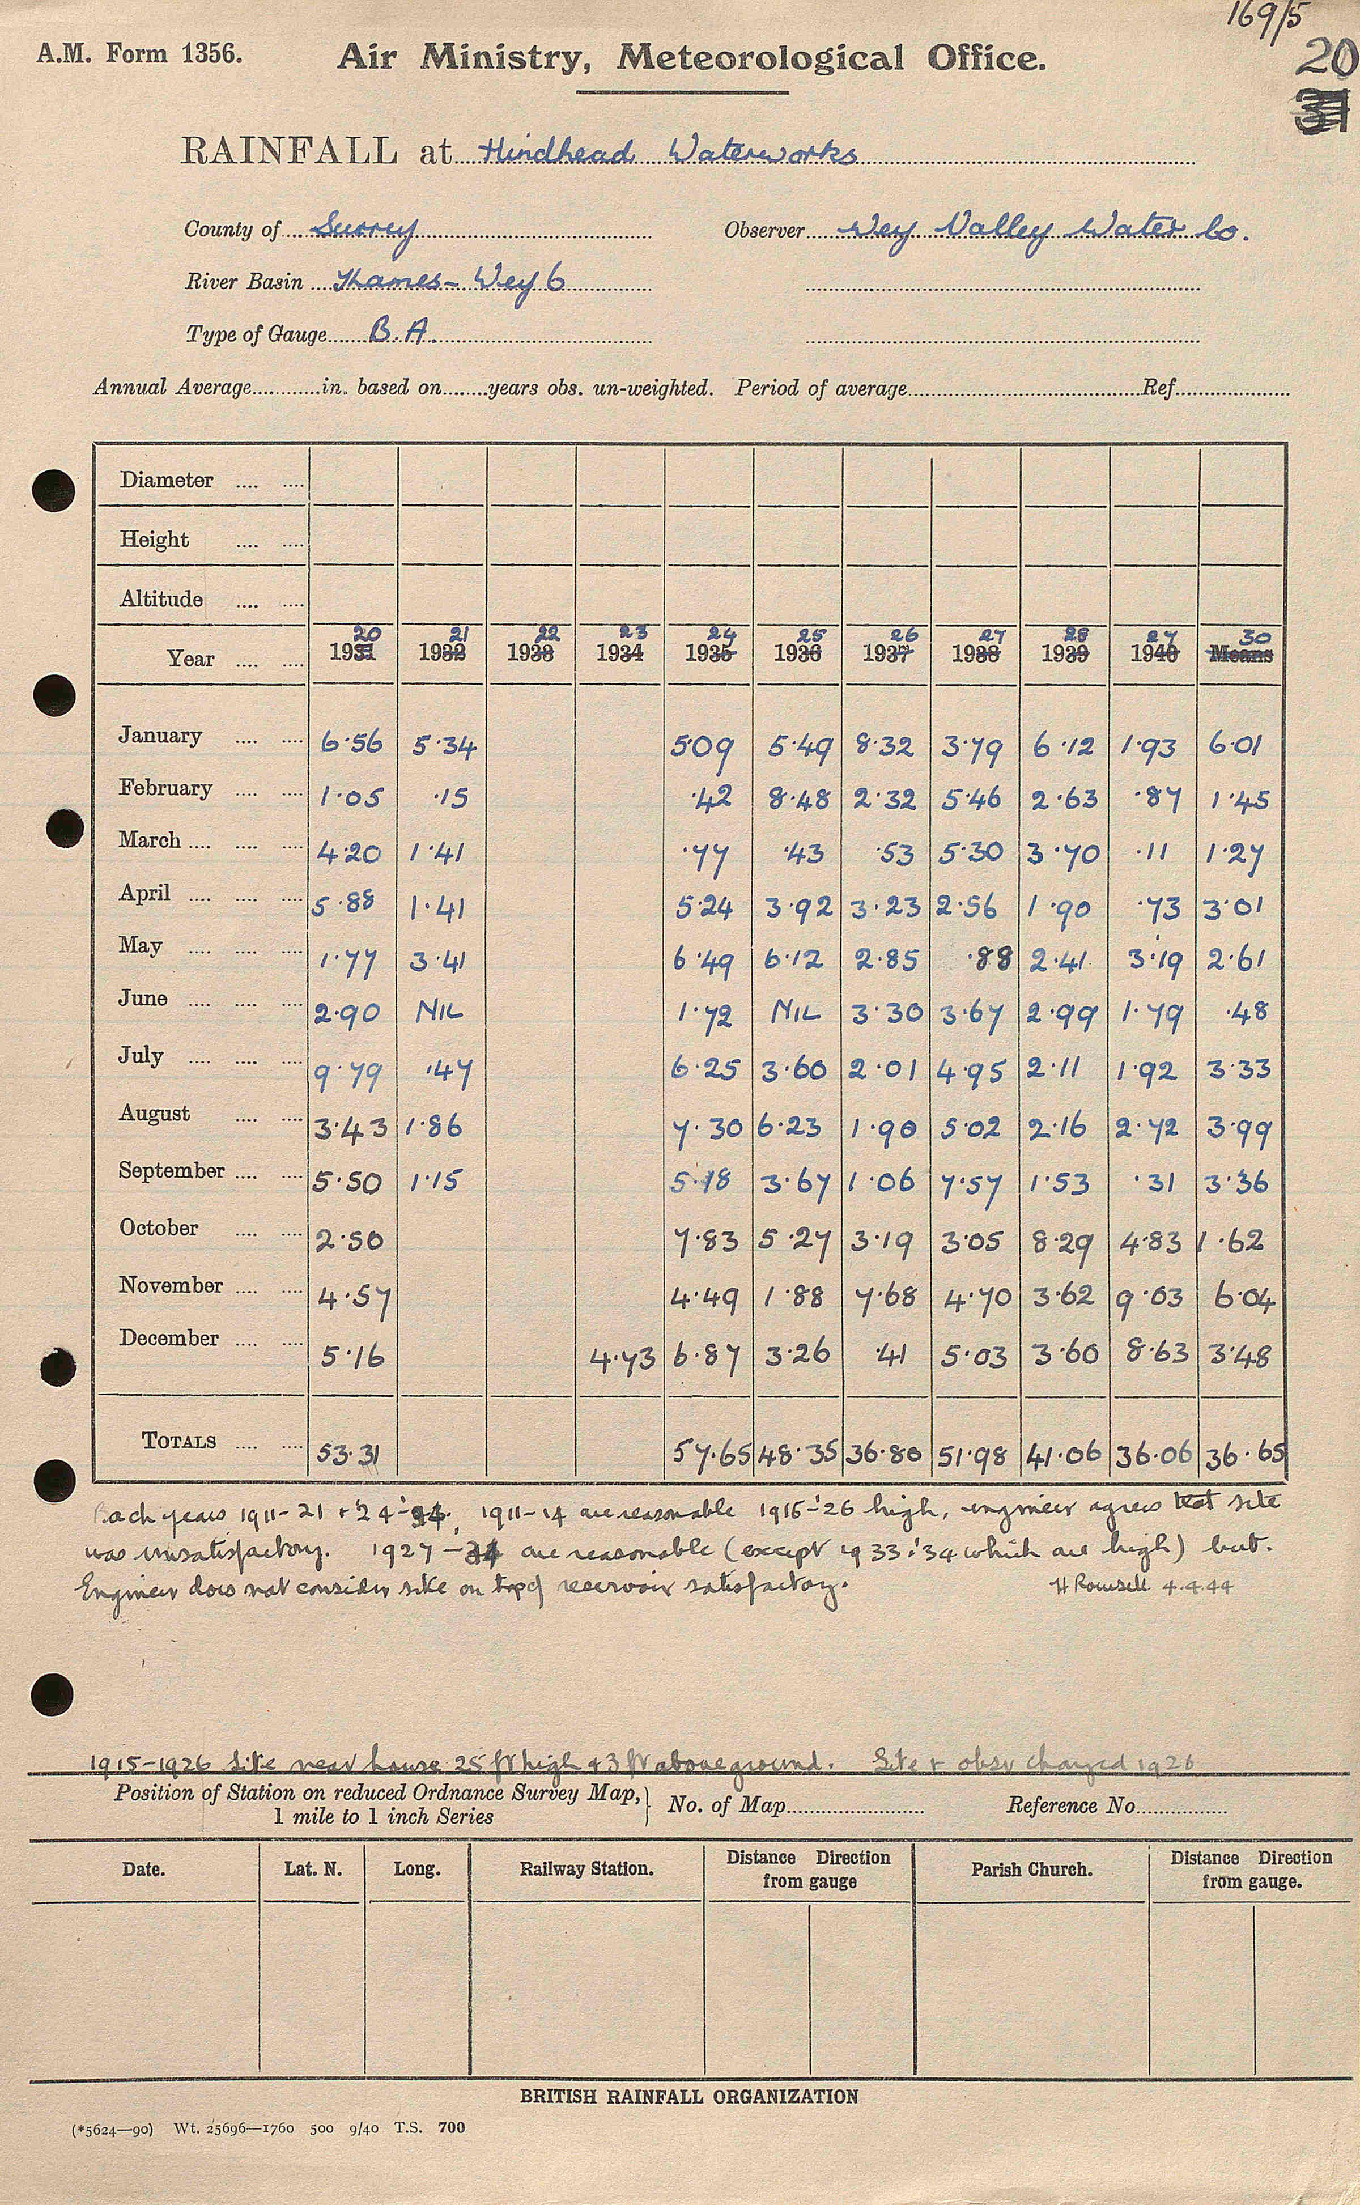 169/5
A.M. Form 1356. Air Ministry, Meteorological Office. 20
31
RAINFALL at Hindhead Waterworks
County of Surrey Observer Wey Valley Water Co.
River Basin Thames - Wey 6
Type of Gauge B.A.
Annual Average............in. based on........years obs. un-weighted. Period of average..........Ref..........
Diameter .... ....
Height .... ....
Altitude .... ....
20 21 22 23 24 25 26 27 28 29 30
Year .... .... 1931 1932 1933 1934 1935 1936 1937 1938 1939 1940 Means
January .... .... 6.56 5.34 509 5.49 8.32 3.79 6.12 1.93 6.01
February .... .... 1.05 .15 .42 8.48 2.32 5.46 2.63 .87 1.45
March .... .... .... 4.20 1.41 .77 .43 .53 5.30 3.70 .11 1.27
April .... .... .... 5.88 1.41 5.24 3.92 3.23 2.56 1.90 .73 3.01
May .... .... .... 1.77 3.41 6.49 6.12 2.85 .88 2.41 3.19 2.61
June .... .... .... 2.90 NIL 1.72 NIL 3.30 3.67 2.99 1.79 .48
July .... .... .... 9.79 .47 6.25 3.60 2.01 4.95 2.11 1.92 3.33
August .... .... 3.43 1.86 7.30 6.23 1.90 5.02 2.16 2.72 3.99
September .... .... 5.50 1.15 5.18 3.67 1.06 7.57 1.53 .31 3.36
October .... .... 2.50 7.83 5.27 3.19 3.05 8.29 4.83 1.62
November .... .... 4.57 4.49 1.88 7.68 4.70 3.62 9.03 6.04
December .... .... 5.16 4.73 6.87 3.26 .41 5.03 3.60 8.63 3.48
TOTALS .... .... 53.31 57.65 48.35 36.80 51.98 41.06 36.06 36.65
years 1911-21 + '24-34, 1911-14 are reasonable 1915-'26 high, engineer agrees that site
was unsatisfactory. 1927-34 are reasonable (except 1933 & '34 which are high) but.
Engineer does not consider site on top of reservoir satisfactory. H Rowsell 4.4.44
1915-1926 Site near house 25 ft high & 3 ft above ground. Site + obsr changed 1926
Position of Station on reduced Ordnance Survey Map, 1 mile to 1 inch Series } No. of Map.......... Reference No..........
Date. Lat. N. Long. Railway Station. Distance Direction from gauge Parish Church. Distance Direction from gauge.
BRITISH RAINFALL ORGANIZATION
(*5624—90) Wt. 25696—1760 500 9/40 T.S. 700